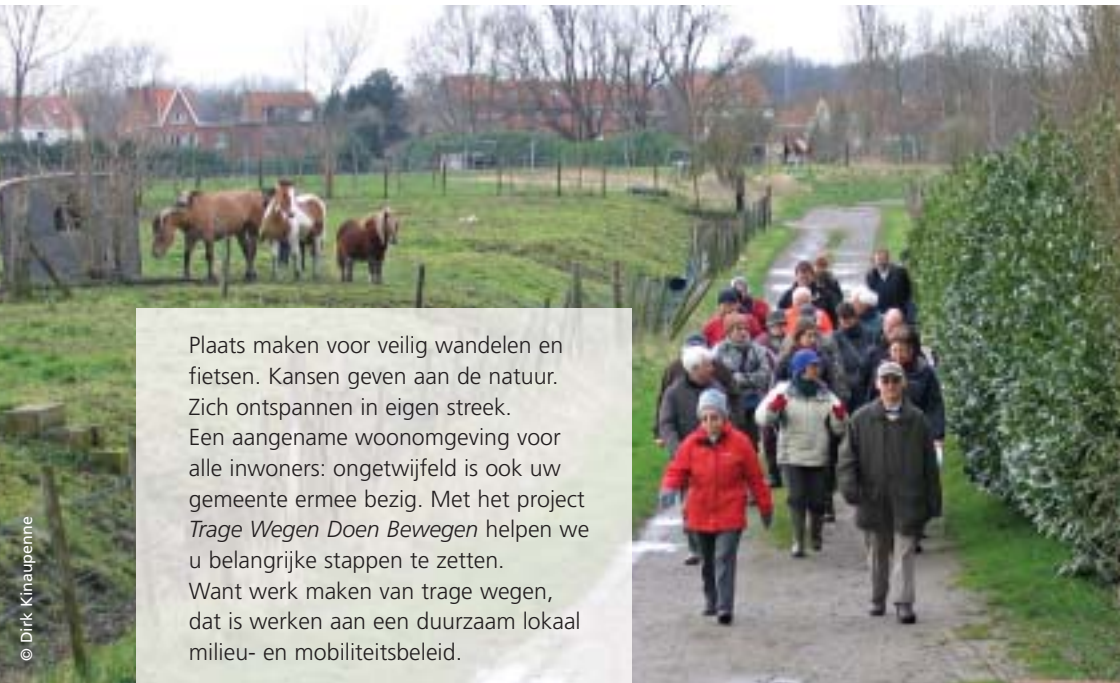 Plaats maken voor veilig wandelen en
fietsen. Kansen geven aan de natuur.
Zich ontspannen in eigen streek.
Een aangename woonomgeving voor
alle inwoners: ongetwijfeld is ook uw
gemeente ermee bezig. Met het project
Trage Wegen Doen Bewegen helpen we
u belangrijke stappen te zetten.
Want werk maken van trage wegen,
dat is werken aan een duurzaam lokaal
milieu- en mobiliteitsbeleid.
© Dirk Kinaupenne